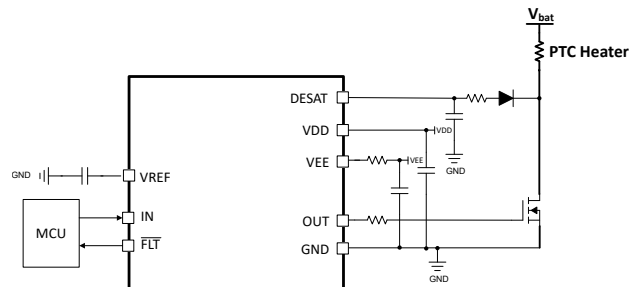 Vbat
PTC Heater
DESAT
VDD
VDD
GND
VEE
VEE
GND
VREF
MCU
IN
FLT
OUT
GND
GND